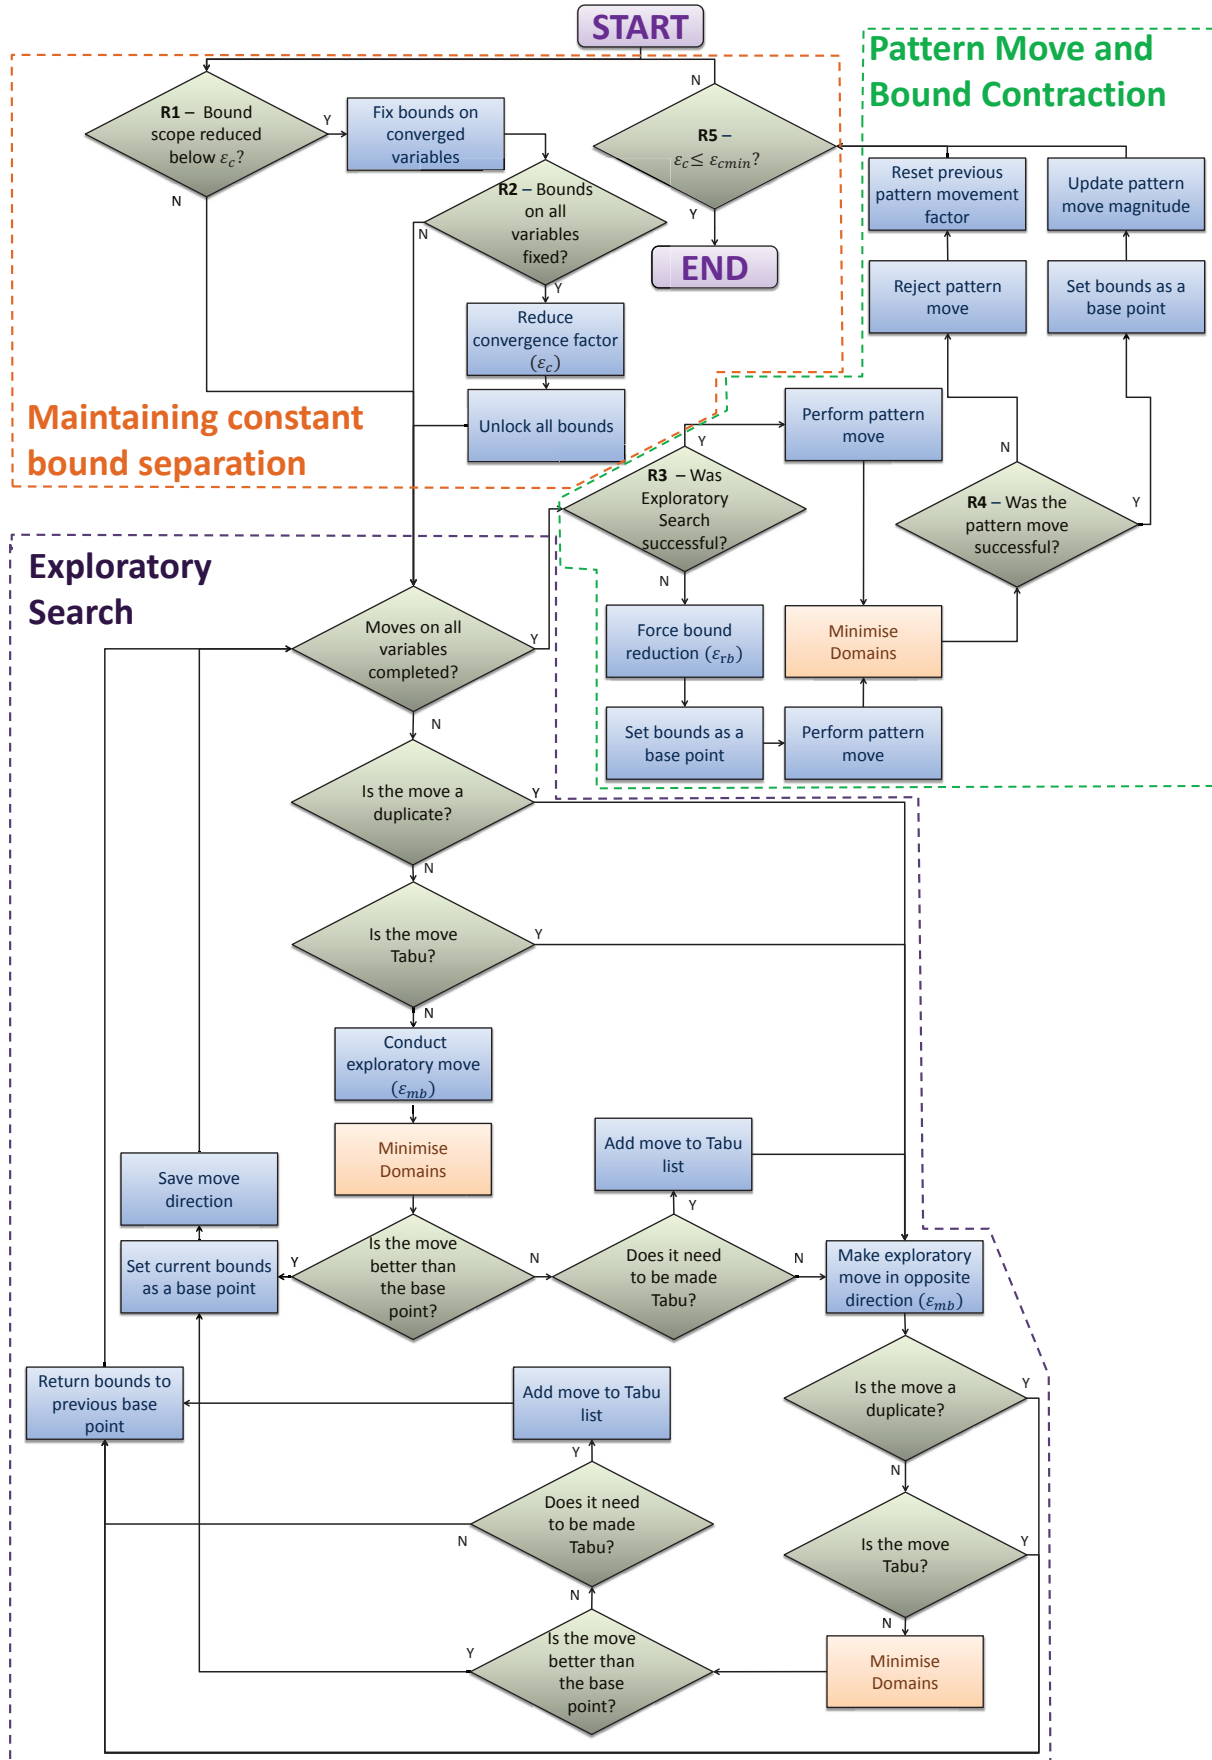 START
Pattern Move and
Bound Contraction
R1 – Bound
scope reduced
below εc?
Y
N
Fix bounds on
converged
variables
R2 – Bounds
on all
variables
fixed?
N
Y
Reduce
convergence factor
(εc)
Unlock all bounds
N
R5 –
εc ≤ εcmin?
Y
END
Reset previous
pattern movement
factor
Update pattern
move magnitude
Reject pattern
move
Set bounds as a
base point
Maintaining constant
bound separation
Perform pattern
move
Y
R3 – Was
Exploratory
Search
successful?
N
N
R4 – Was the
pattern move
successful?
Y
Exploratory
Search
Moves on all
variables
completed?
Y
N
Force bound
reduction (εrb)
Minimise
Domains
Set bounds as a
base point
Perform pattern
move
Is the move a
duplicate?
Y
N
Is the move
Tabu?
Y
N
Conduct
exploratory move
(εmb)
Minimise
Domains
Add move to Tabu
list
Save move
direction
Y
Set current bounds
as a base point
Y
Is the move
better than
the base
point?
N
Does it need
to be made
Tabu?
N
Make exploratory
move in opposite
direction (εmb)
Return bounds to
previous base
point
Add move to Tabu
list
Is the move a
duplicate?
Y
Y
N
Does it need
to be made
Tabu?
N
Is the move
Tabu?
Y
N
N
Is the move
better than
the base
point?
Y
Minimise
Domains